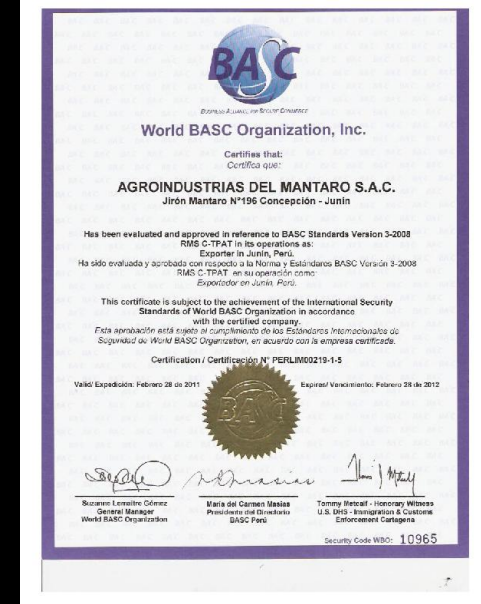 BASC
BUSINESS ALLIANCE FOR SECURE COMMERCE
World BASC Organization, Inc.
Certifies that:
Certifica que:
AGROINDUSTRIAS DEL MANTARO S.A.C.
Jirón Mantaro N°196 Concepción - Junín
Has been evaluated and approved in reference to BASC Standards Version 3-2008
RMS C-TPAT in its operations as:
Exporter in Junín, Perú.
Ha sido evaluada y aprobada con respecto a la Norma y Estándares BASC Versión 3-2008
RMS C-TPAT en su operación como
Exportador en Junín, Perú.
This certificate is subject to the achievement of the International Security
Standards of World BASC Organization in accordance
with the certified company.
Esta aprobación está sujeta al cumplimiento de los Estándares Internacionales de
Seguridad de World BASC Organization, en acuerdo con la empresa certificada.
Certification / Certificación N° PERLIM00219-1-5
Valid/ Expedición: Febrero 28 de 2011 Expires/ Vencimiento: Febrero 28 de 2012
BASC
Suzanne Lemaitre Gómez
General Manager
World BASC Organization
María del Carmen Masías
Presidente del Directorio
BASC Perú
Tommy Metcalf - Honorary Witness
U.S. DHS - Immigration & Customs
Enforcement Cartagena
Security Code WBO: 10965